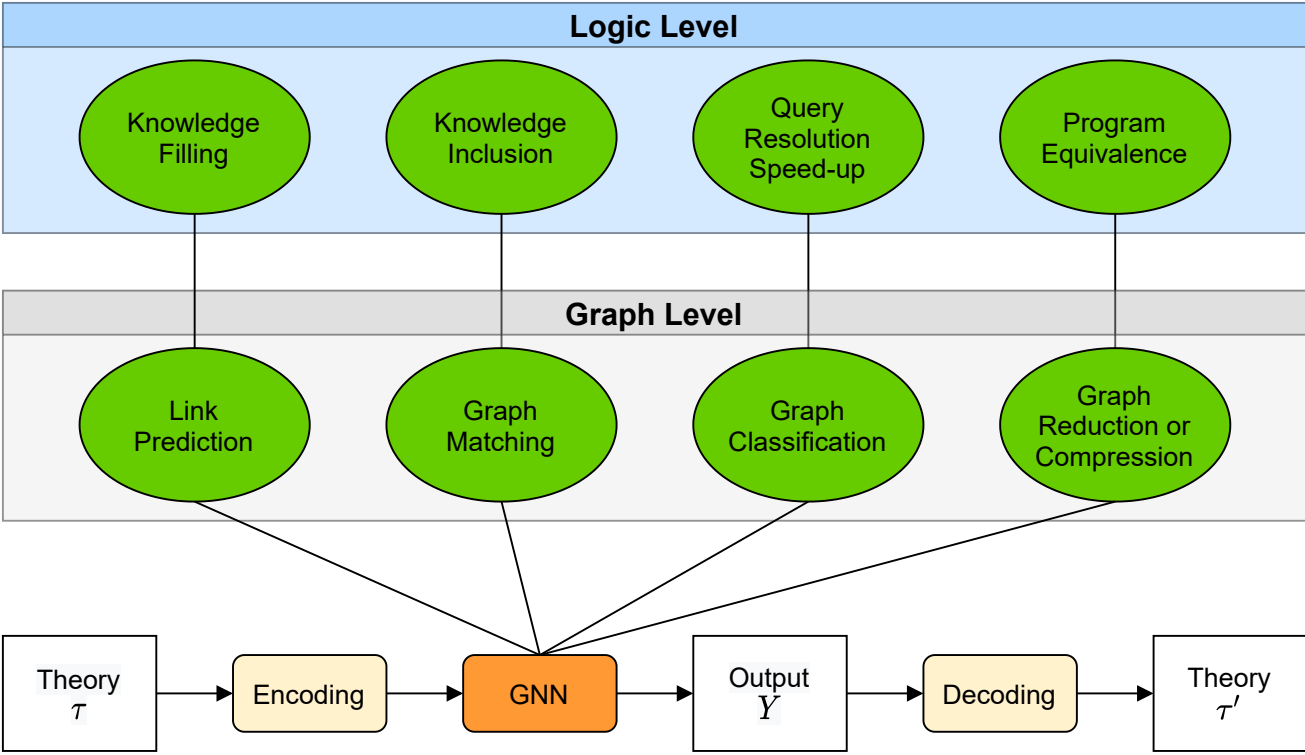 Logic Level
Knowledge
Filling
Knowledge
Inclusion
Query
Resolution
Speed-up
Program
Equivalence
Graph Level
Link
Prediction
Graph
Matching
Graph
Classification
Graph
Reduction or
Compression
Theory
τ
Encoding
GNN
Output
Y
Decoding
Theory
τ′